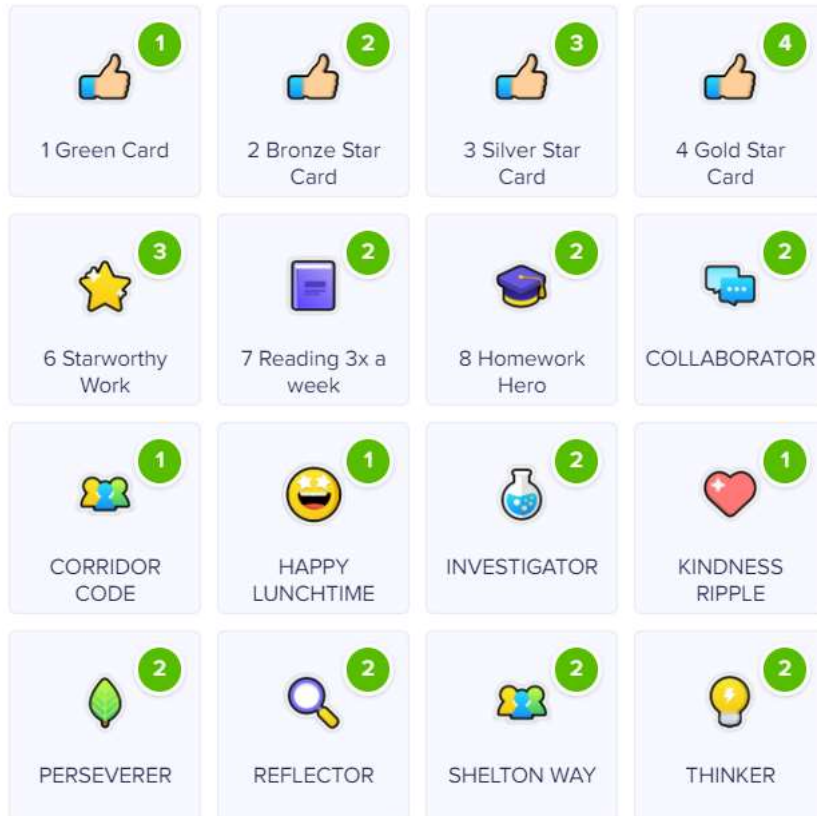 1
2
3
4
1 Green Card
2 Bronze Star
Card
3 Silver Star
Card
4 Gold Star
Card
3
2
2
2
6 Starworthy
Work
7 Reading 3x a
week
8 Homework
Hero
COLLABORATOR
1
1
2
1
CORRIDOR
CODE
HAPPY
LUNCHTIME
INVESTIGATOR
KINDNESS
RIPPLE
2
2
2
2
PERSEVERER
REFLECTOR
SHELTON WAY
THINKER